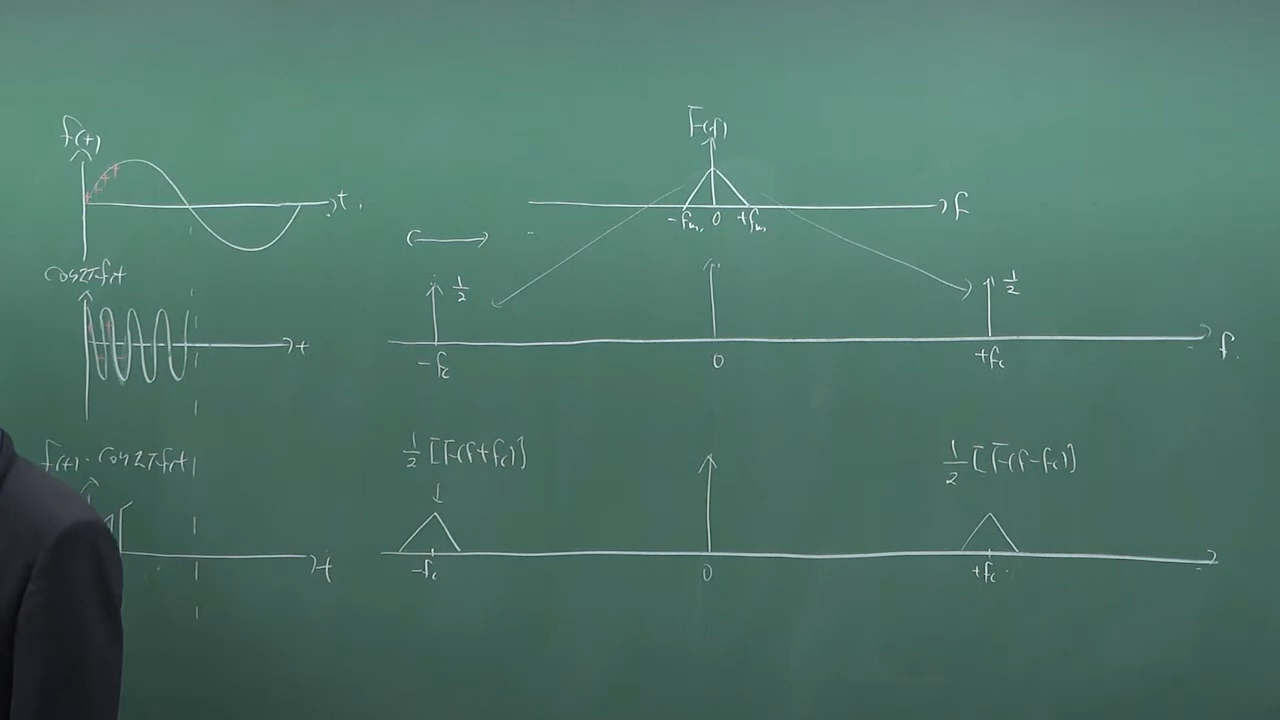 f(t)
F(f)
t
-fm 0 +fm
f
cos2πfct
1/2
1/2
t
-fc
0
+fc
f
f(t)·cos2πfct
1/2[F(f+fc)]
1/2[F(f-fc)]
t
-fc
0
+fc